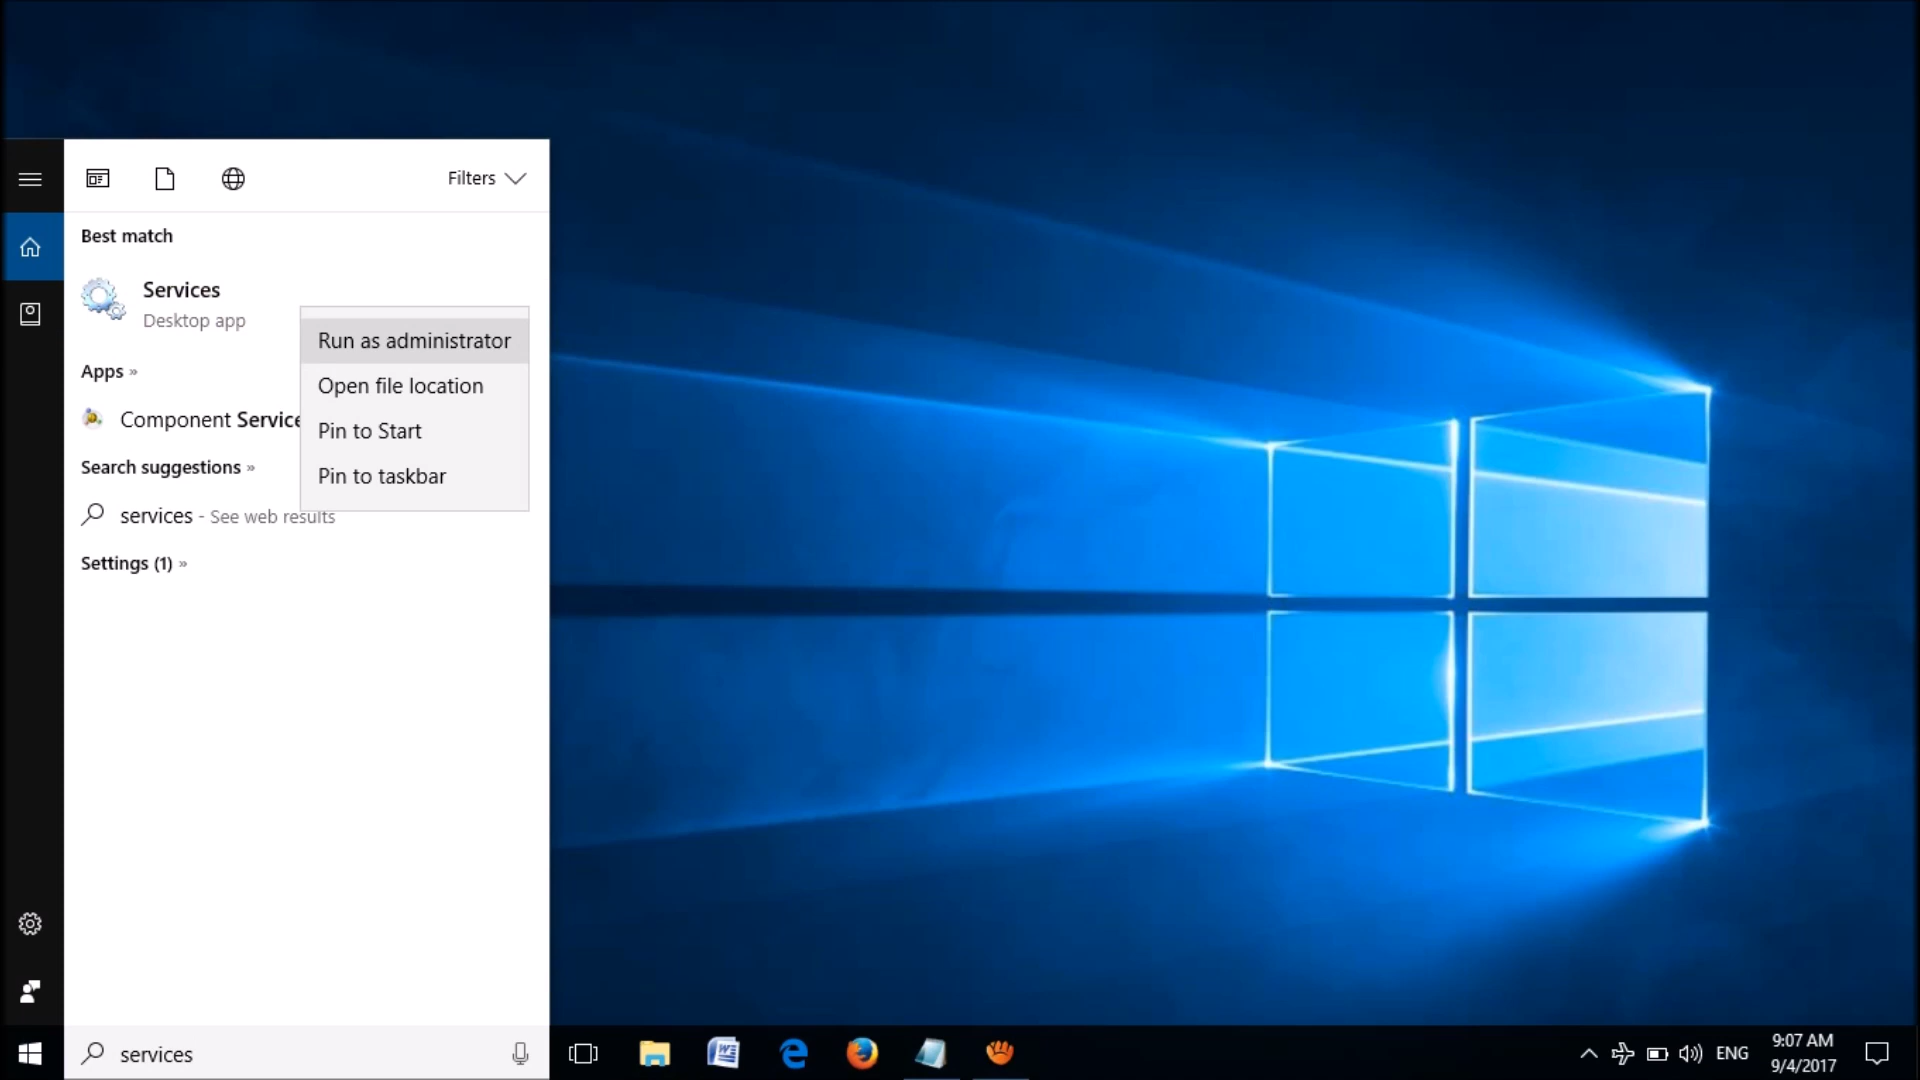 Filters
Best match
Services
Desktop app
Run as administrator
Apps »
Open file location
Component Service
Pin to Start
Search suggestions »
Pin to taskbar
services - See web results
Settings (1) »
services
ENG
9:07 AM
9/4/2017